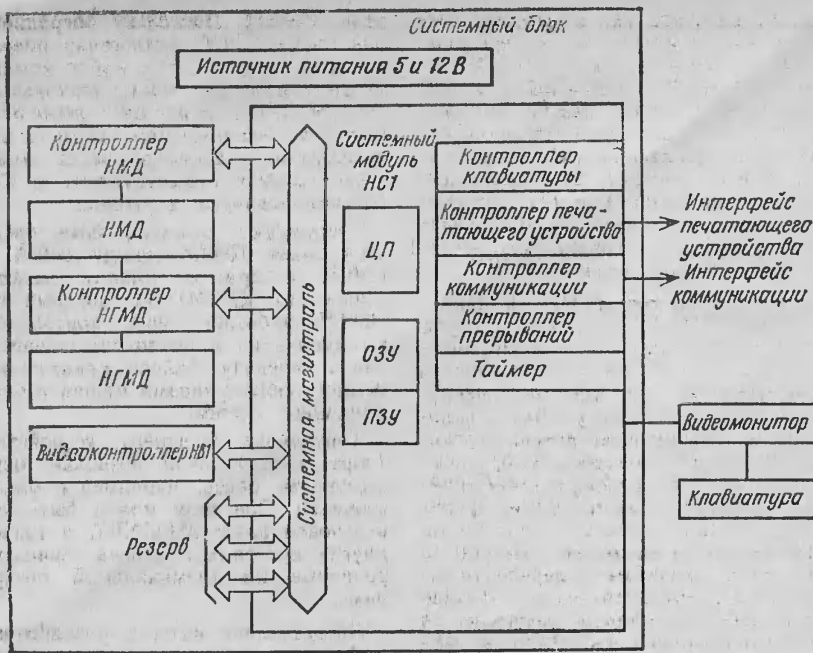 Системный блок
Источник питания 5 и 12 В
Контроллер
НМД
НМД
Контроллер
НГМД
НГМД
Видеоконтроллер НВ1
Резерв
Системная магистраль
Системный
модуль
НС1
ЦП
ОЗУ
ПЗУ
Контроллер
клавиатуры
Контроллер печа-
тающего устройства
Контроллер
коммуникации
Контроллер
прерываний
Таймер
Интерфейс
печатающего
устройства
Интерфейс
коммуникации
Видеомонитор
Клавиатура